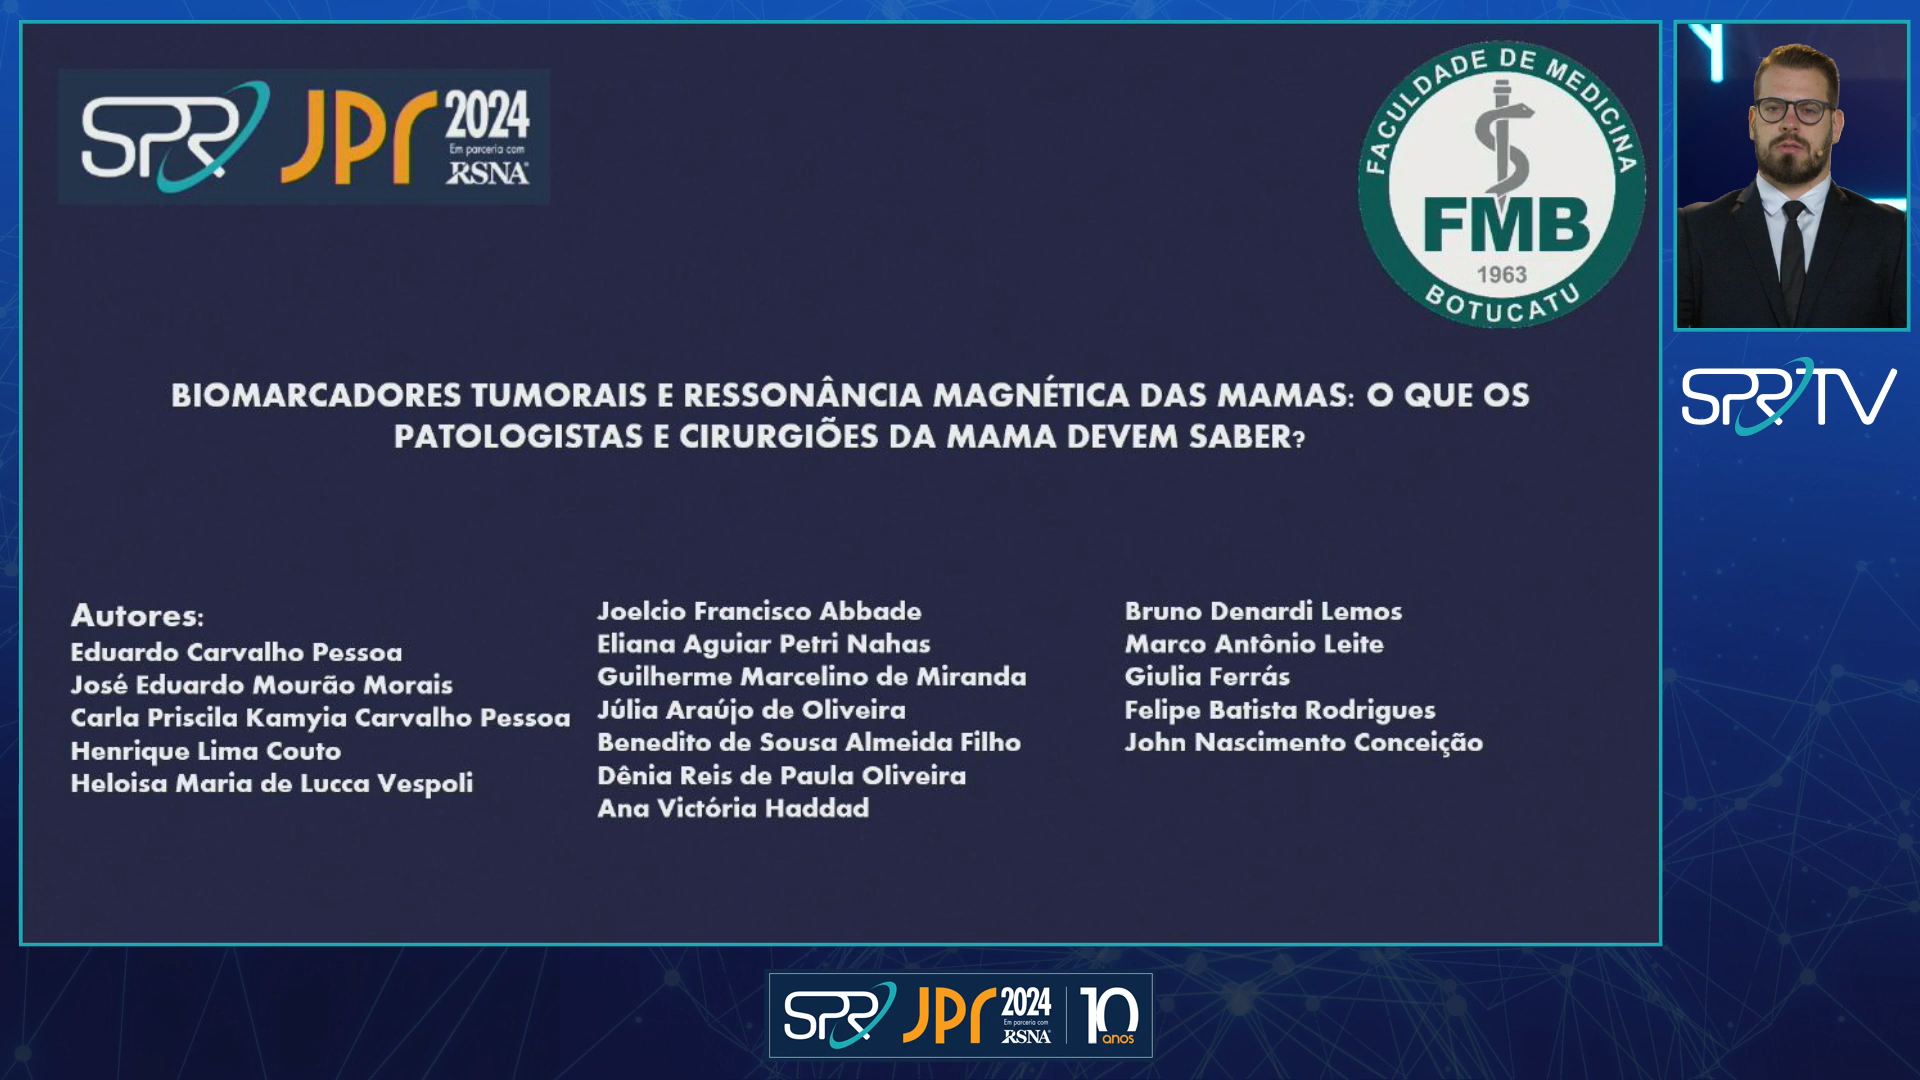 SPR JPR 2024
Em parceria com
RSNA
FACULDADE DE MEDICINA
FMB
1963
BOTUCATU
SPR TV
BIOMARCADORES TUMORAIS E RESSONÂNCIA MAGNÉTICA DAS MAMAS: O QUE OS
PATOLOGISTAS E CIRURGIÕES DA MAMA DEVEM SABER?
Autores:
Eduardo Carvalho Pessoa
José Eduardo Mourão Morais
Carla Priscila Kamyia Carvalho Pessoa
Henrique Lima Couto
Heloisa Maria de Lucca Vespoli
Joelcio Francisco Abbade
Eliana Aguiar Petri Nahas
Guilherme Marcelino de Miranda
Júlia Araújo de Oliveira
Benedito de Sousa Almeida Filho
Dênia Reis de Paula Oliveira
Ana Victória Haddad
Bruno Denardi Lemos
Marco Antônio Leite
Giulia Ferrás
Felipe Batista Rodrigues
John Nascimento Conceição
SPR JPR 2024
Em parceria com
RSNA
10
anos